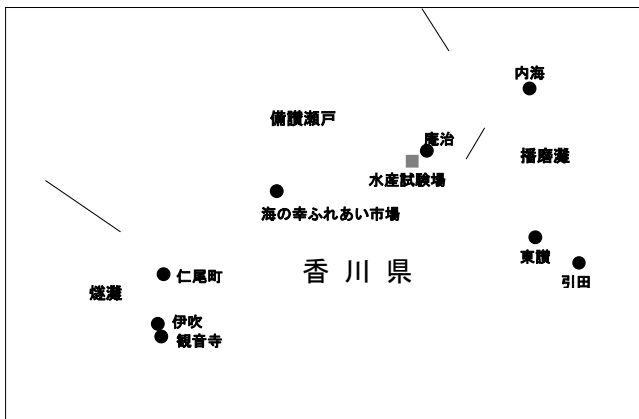 内海
備讃瀬戸
庵治
播磨灘
水産試験場
海の幸ふれあい市場
東讃
香川県
仁尾町
引田
燧灘
伊吹
観音寺